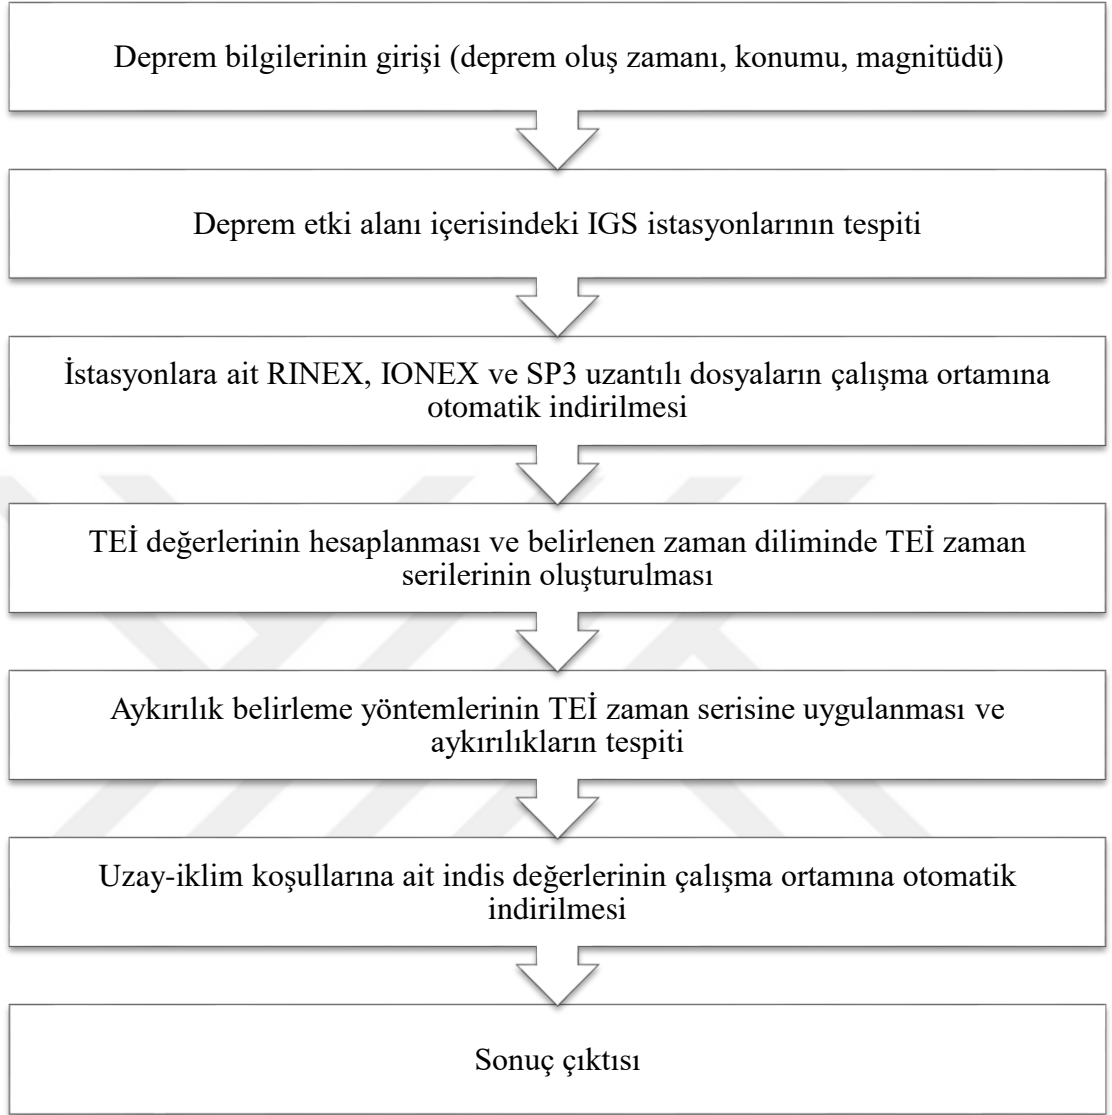 Deprem bilgilerinin girişi (deprem oluş zamanı, konumu, magnitüdü)
Deprem etki alanı içerisindeki IGS istasyonlarının tespiti
İstasyonlara ait RINEX, IONEX ve SP3 uzantılı dosyaların çalışma ortamına
otomatik indirilmesi
TEİ değerlerinin hesaplanması ve belirlenen zaman diliminde TEİ zaman
serilerinin oluşturulması
Aykırılık belirleme yöntemlerinin TEİ zaman serisine uygulanması ve
aykırılıkların tespiti
Uzay-iklim koşullarına ait indis değerlerinin çalışma ortamına otomatik
indirilmesi
Sonuç çıktısı